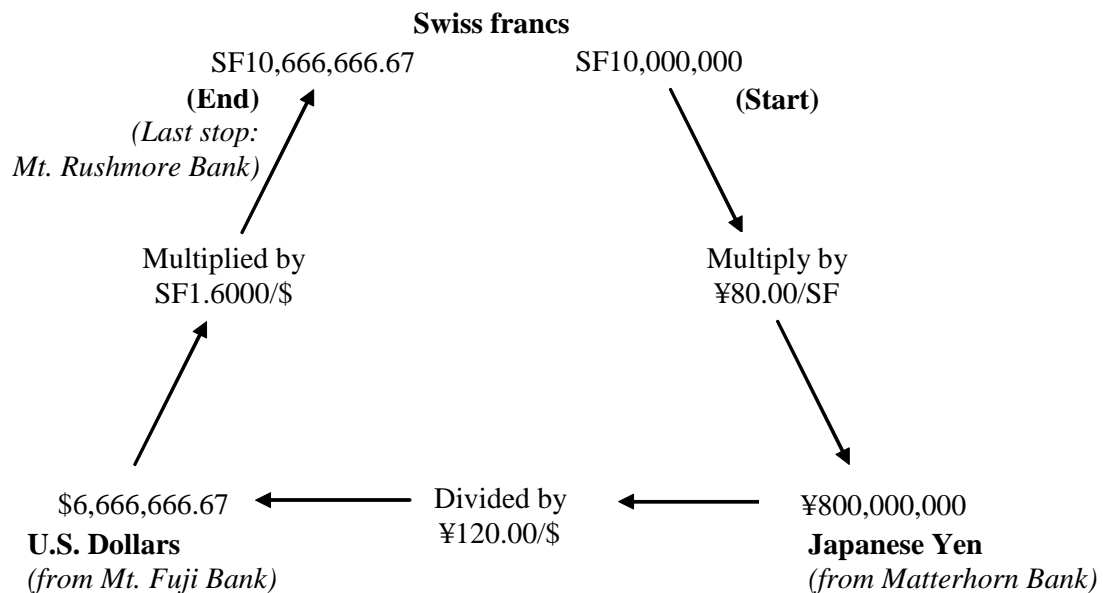 Swiss francs
SF10,666,666.67
SF10,000,000
(End)
(Start)
(Last stop:
Mt. Rushmore Bank)
Multiplied by
SF1.6000/$
Multiply by
¥80.00/SF
$6,666,666.67
U.S. Dollars
(from Mt. Fuji Bank)
Divided by
¥120.00/$
¥800,000,000
Japanese Yen
(from Matterhorn Bank)